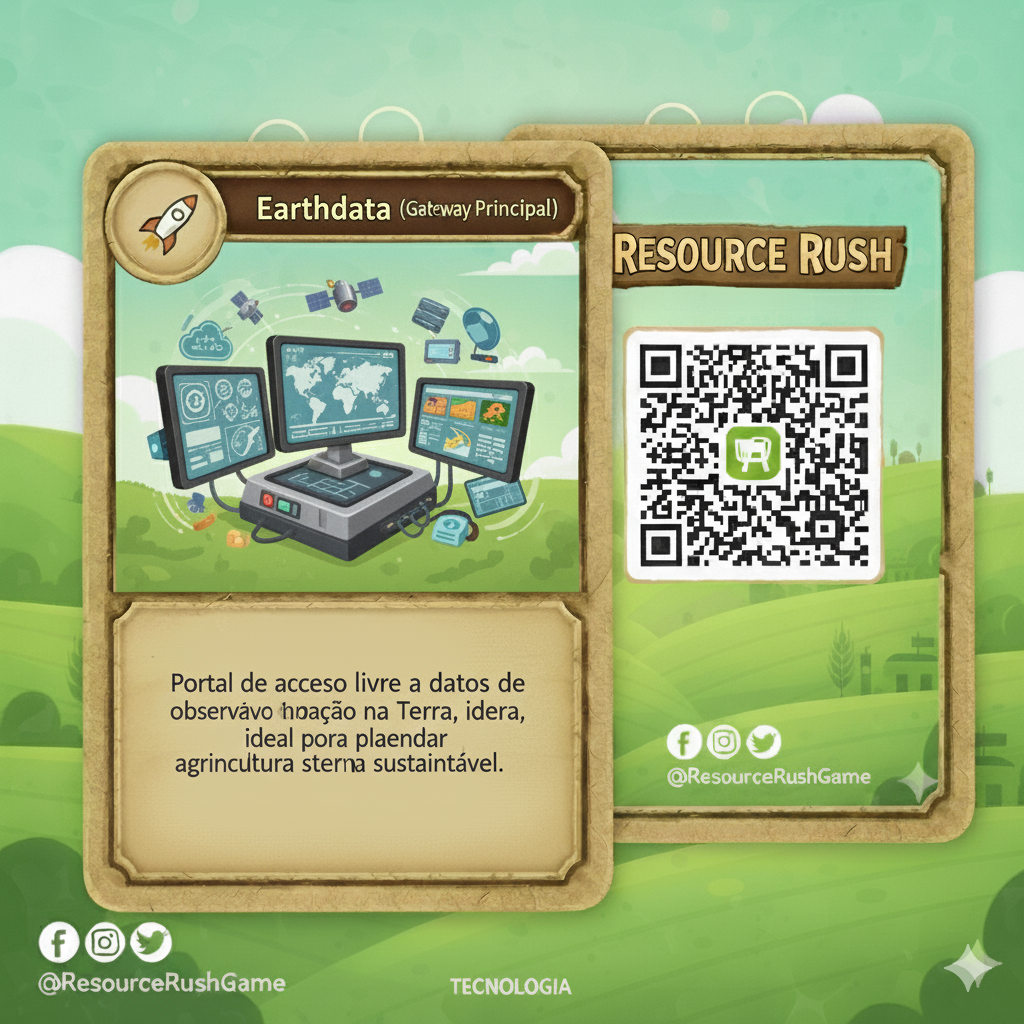 Earthdata (Gateway Principal)
RESOURCE RUSH
Portal de acceso livre a datos de
observávo na Terra, idera,
ideal pora plaendar
agrincultura sterna sustaintável.
@ResourceRushGame
@ResourceRushGame
TECNOLOGIA